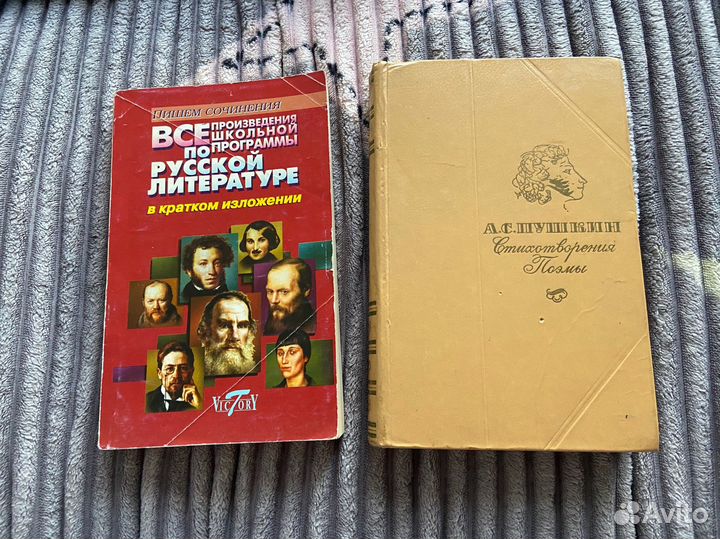 ПИШЕМ СОЧИНЕНИЯ
ВСЕ ПРОИЗВЕДЕНИЯ
ШКОЛЬНОЙ
ПО ПРОГРАММЫ
РУССКОЙ
ЛИТЕРАТУРЕ
в кратком изложении
VICTORY
А.С.ПУШКИН
Стихотворения
Поэмы
Avito